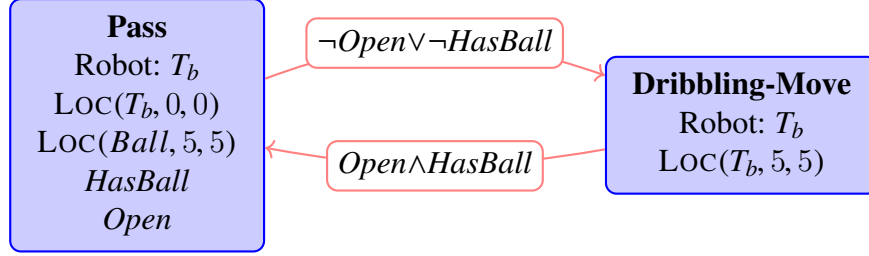 Pass
Robot: T_b
LOC(T_b, 0, 0)
LOC(Ball, 5, 5)
HasBall
Open
¬Open∨¬HasBall
Open∧HasBall
Dribbling-Move
Robot: T_b
LOC(T_b, 5, 5)